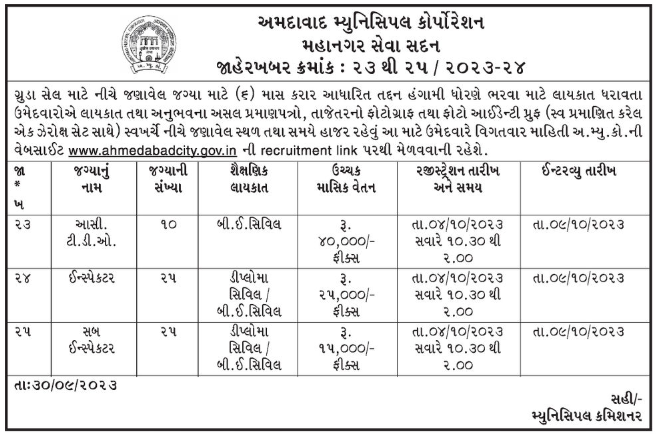 અમદાવાદ મ્યુનિસિપલ કોર્પોરેશન
મહાનગર સેવા સદન
જાહેરખબર ક્રમાંક : ૨૩ થી ૨૫ / ૨૦૨૩-૨૪
ગ્રુડા સેલ માટે નીચે જણાવેલ જગ્યા માટે (૬) માસ કરાર આધારિત તદ્દન હંગામી ધોરણે ભરવા માટે લાયકાત ધરાવતા
ઉમેદવારોએ લાયકાત તથા અનુભવના અસલ પ્રમાણપત્રો, તાજેતરનો ફોટોગ્રાફ તથા ફોટો આઈડેન્ટી પ્રુફ (સ્વ પ્રમાણિત કરેલ
એક ઝેરોક્ષ સેટ સાથે) સ્વખર્ચે નીચે જણાવેલ સ્થળ તથા સમયે હાજર રહેવું આ માટે ઉમેદવારે વિગતવાર માહિતી અ.મ્યુ.કો.ની
વેબસાઈટ www.ahmedabadcity.gov.in ની recruitment link પરથી મેળવવાની રહેશે.
જા * ખ | જગ્યાનું નામ | જગ્યાની સંખ્યા | શૈક્ષણિક લાયકાત | ઉચ્ચક માસિક વેતન | રજીસ્ટ્રેશન તારીખ અને સમય | ઈન્ટરવ્યુ તારીખ
૨૩ | આસી. ટી.ડી.ઓ. | ૧૦ | બી.ઈ.સિવિલ | રૂ. ૪૦,૦૦૦/- ફીક્સ | તા.૦૪/૧૦/૨૦૨૩ સવારે ૧૦.૩૦ થી ૨.૦૦ | તા.૦૯/૧૦/૨૦૨૩
૨૪ | ઈન્સ્પેકટર | ૨૫ | ડીપ્લોમા સિવિલ / બી.ઈ.સિવિલ | રૂ. ૨૫,૦૦૦/- ફીક્સ | તા.૦૪/૧૦/૨૦૨૩ સવારે ૧૦.૩૦ થી ૨.૦૦ | તા.૦૯/૧૦/૨૦૨૩
૨૫ | સબ ઈન્સ્પેકટર | ૨૫ | ડીપ્લોમા સિવિલ / બી.ઈ.સિવિલ | રૂ. ૧૫,૦૦૦/- ફીક્સ | તા.૦૪/૧૦/૨૦૨૩ સવારે ૧૦.૩૦ થી ૨.૦૦ | તા.૦૯/૧૦/૨૦૨૩
તા:૩૦/૦૯/૨૦૨૩
સહી/-
મ્યુનિસિપલ કમિશનર